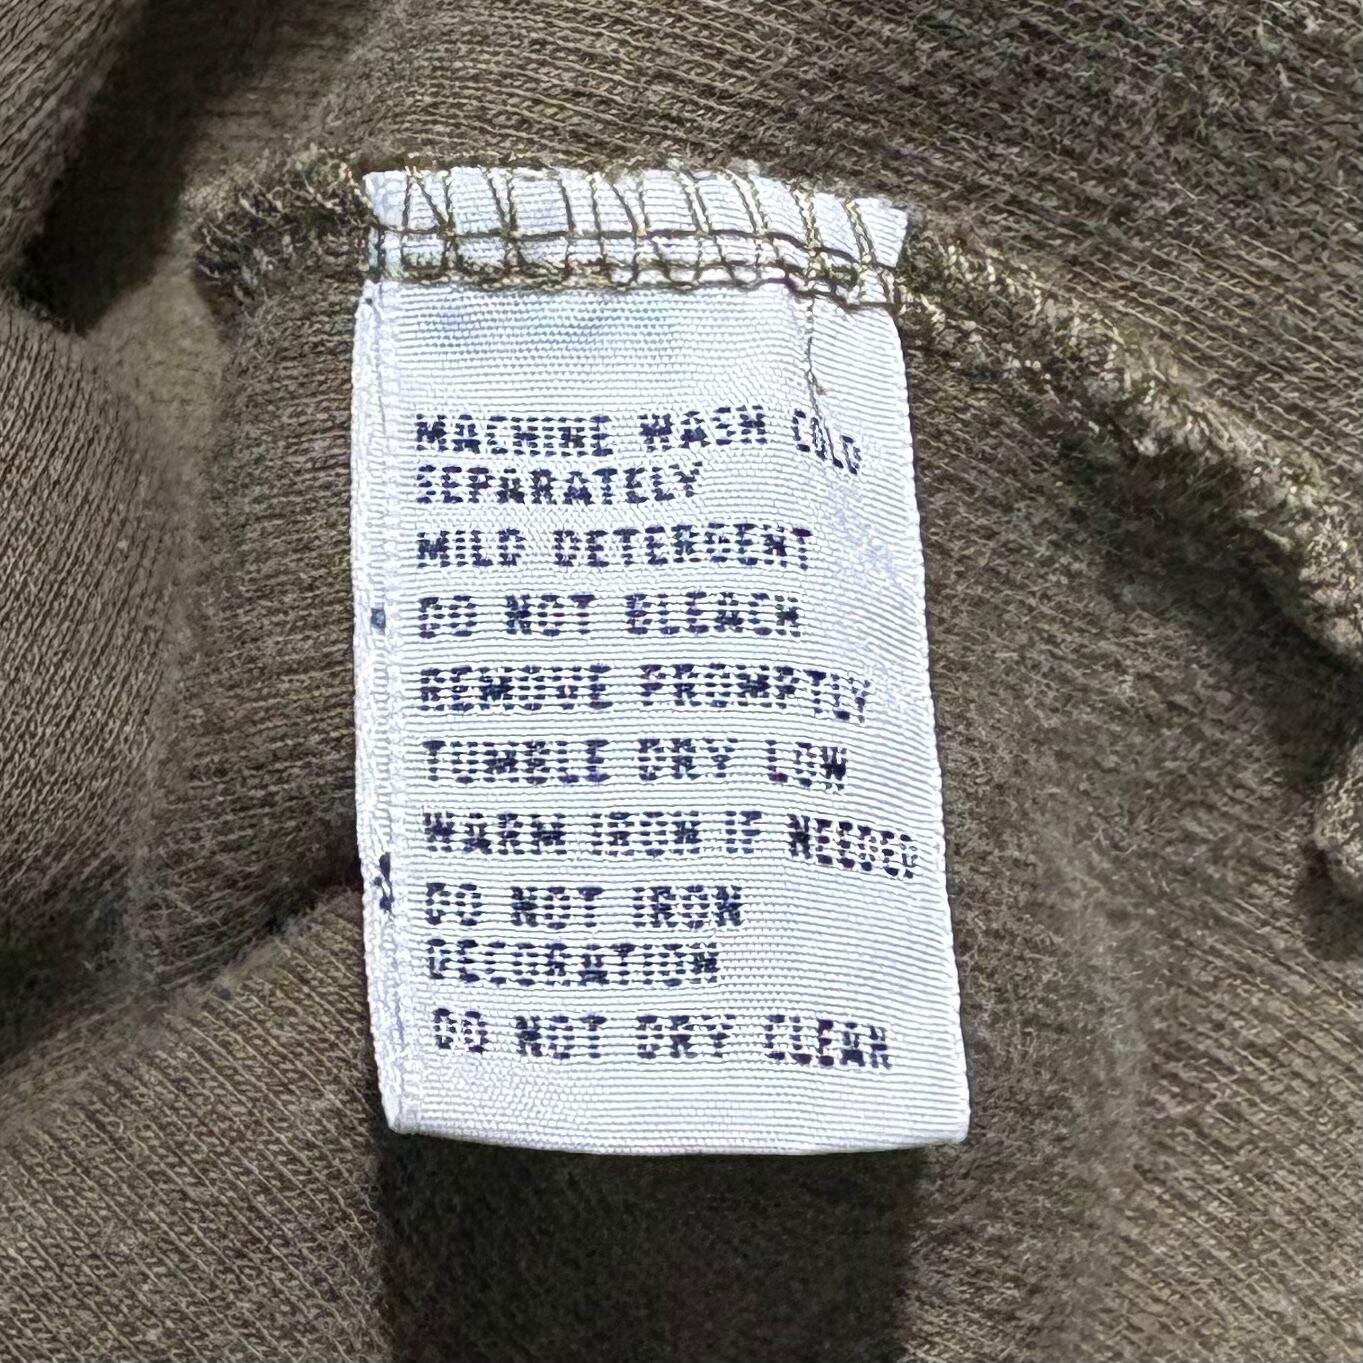 MACHINE WASH COLD
SEPARATELY
MILD DETERGENT
DO NOT BLEACH
REMOVE PROMPTLY
TUMBLE DRY LOW
WARM IRON IF NEEDED
DO NOT IRON
DECORATION
DO NOT DRY CLEAN